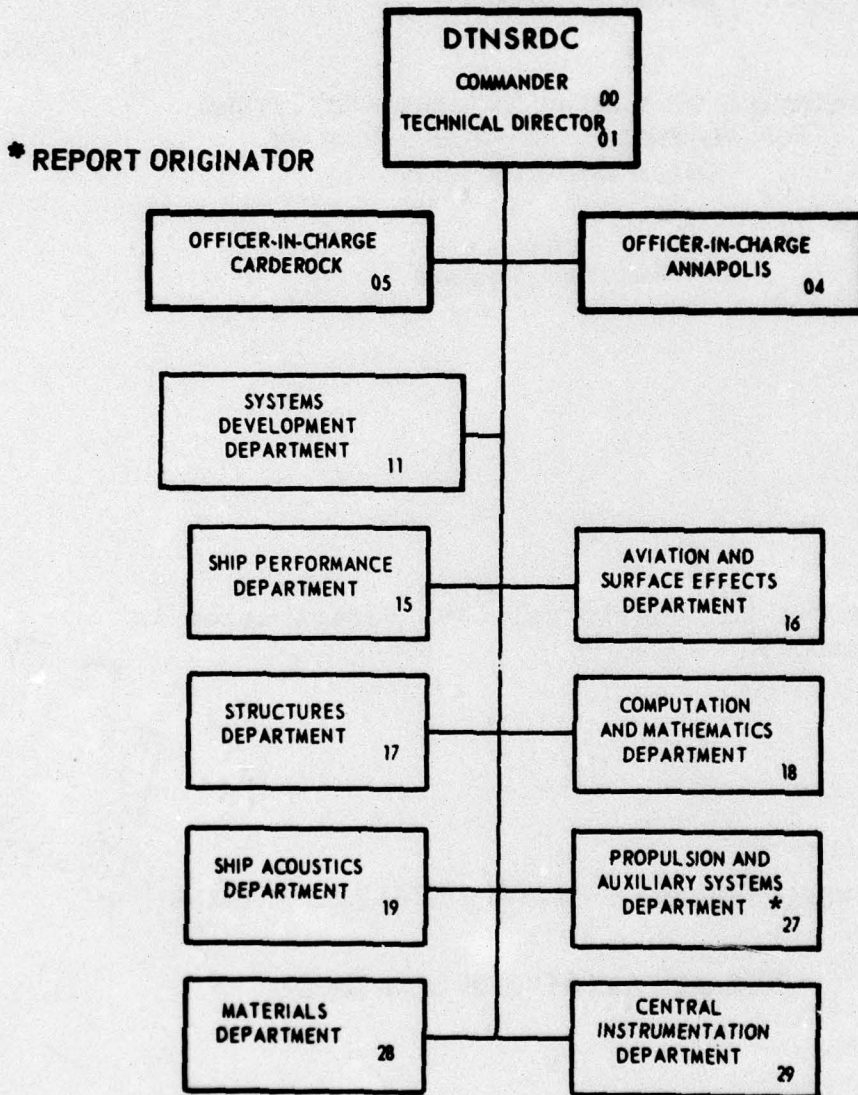 DTNSRDC
COMMANDER
00
TECHNICAL DIRECTOR
01
* REPORT ORIGINATOR
OFFICER-IN-CHARGE
CARDEROCK
05
OFFICER-IN-CHARGE
ANNAPOLIS
04
SYSTEMS
DEVELOPMENT
DEPARTMENT
11
SHIP PERFORMANCE
DEPARTMENT
15
AVIATION AND
SURFACE EFFECTS
DEPARTMENT
16
STRUCTURES
DEPARTMENT
17
COMPUTATION
AND MATHEMATICS
DEPARTMENT
18
SHIP ACOUSTICS
DEPARTMENT
19
PROPULSION AND
AUXILIARY SYSTEMS
DEPARTMENT *
27
MATERIALS
DEPARTMENT
28
CENTRAL
INSTRUMENTATION
DEPARTMENT
29